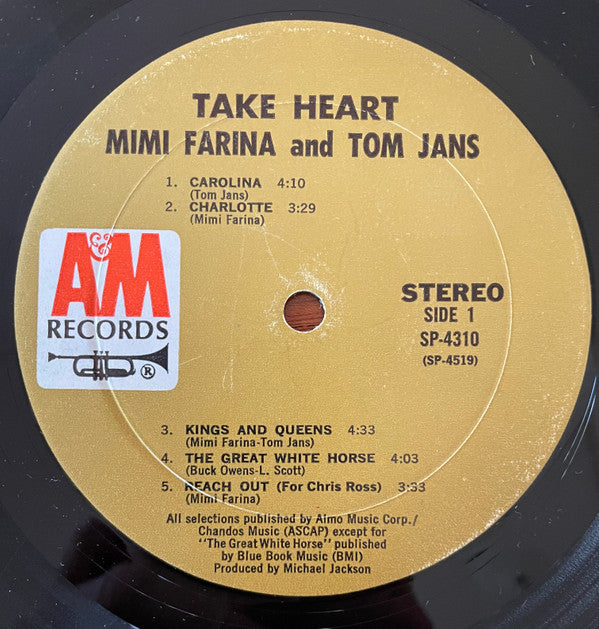 TAKE HEART
MIMI FARINA and TOM JANS
1. CAROLINA 4:10
(Tom Jans)
2. CHARLOTTE 3:29
(Mimi Farina)
A&M
RECORDS
®
STEREO
SIDE 1
SP-4310
(SP-4519)
3. KINGS AND QUEENS 4:33
(Mimi Farina-Tom Jans)
4. THE GREAT WHITE HORSE 4:03
(Buck Owens-L. Scott)
5. REACH OUT (For Chris Ross) 3:33
(Mimi Farina)
All selections published by Almo Music Corp./
Chandos Music (ASCAP) except for
"The Great White Horse" published
by Blue Book Music (BMI)
Produced by Michael Jackson